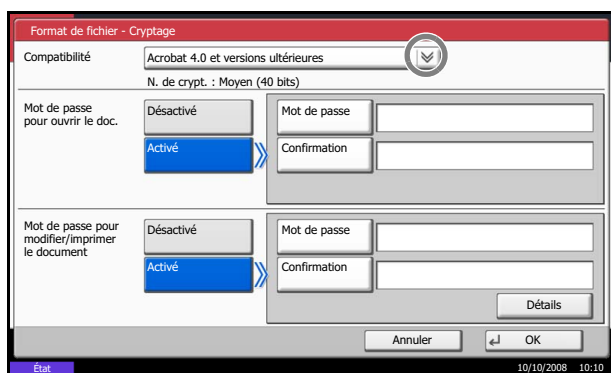 Format de fichier - Cryptage
Compatibilité
Acrobat 4.0 et versions ultérieures
N. de crypt. : Moyen (40 bits)
Mot de passe
pour ouvrir le doc.
Désactivé
Activé
Mot de passe
Confirmation
Mot de passe pour
modifier/imprimer
le document
Désactivé
Activé
Mot de passe
Confirmation
Détails
Annuler
OK
État
10/10/2008 10:10